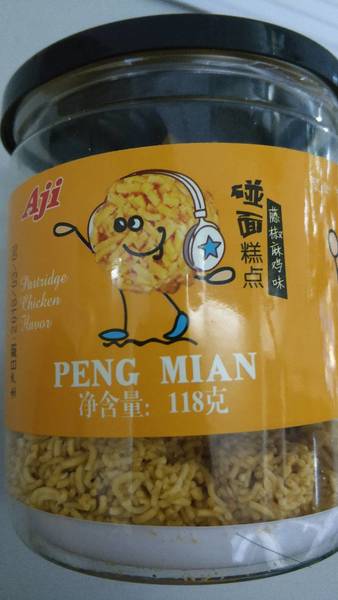 Aji
碰面糕点
藤椒麻鸡味
Partridge
Chicken
Flavor
PENG MIAN
净含量: 118克